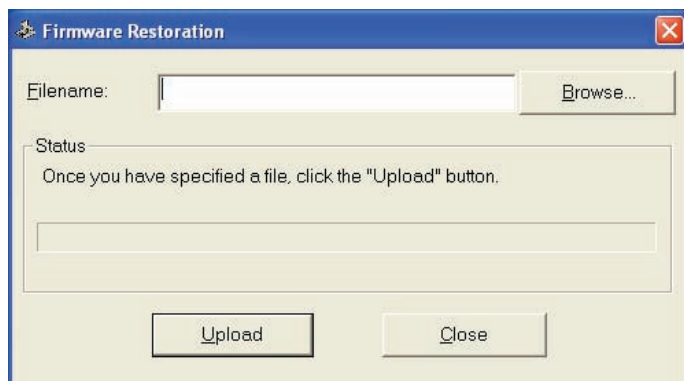 Firmware Restoration
Filename:
Browse...
Status
Once you have specified a file, click the "Upload" button.
Upload
Close